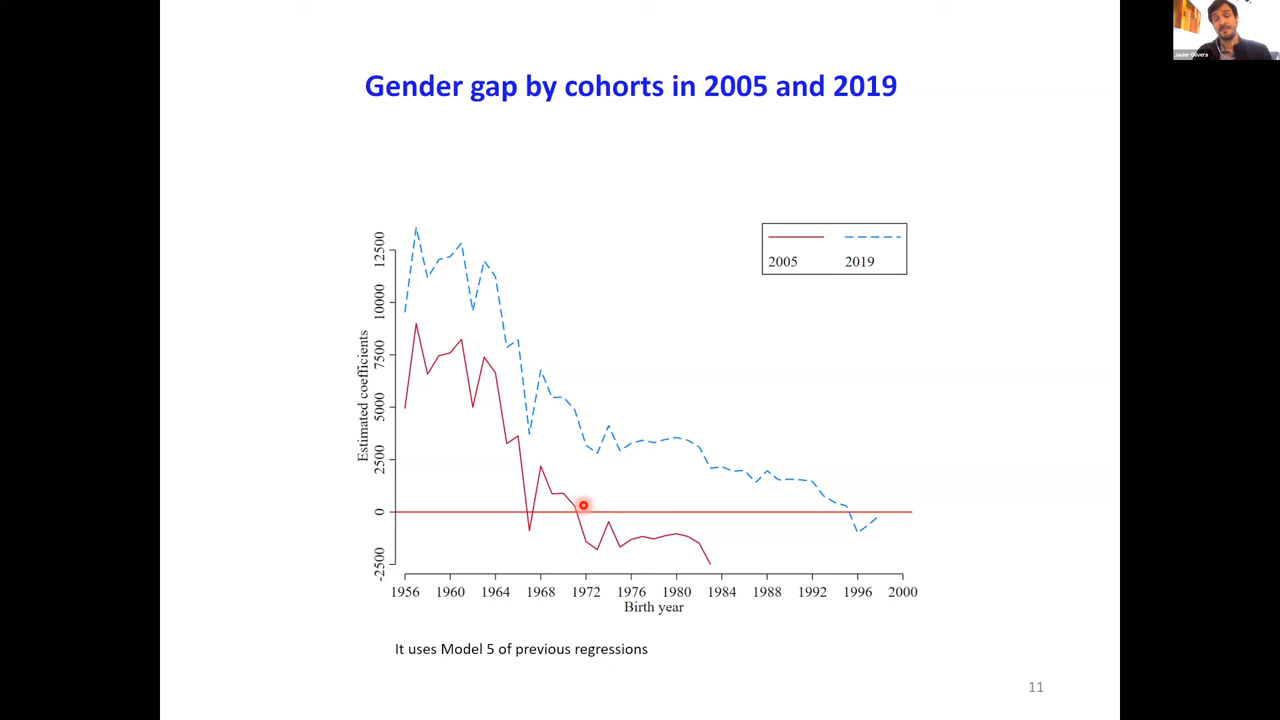 Javier Olivera
Gender gap by cohorts in 2005 and 2019
2005 2019
Estimated coefficients
12500
10000
7500
5000
2500
0
-2500
1956 1960 1964 1968 1972 1976 1980 1984 1988 1992 1996 2000
Birth year
It uses Model 5 of previous regressions
11